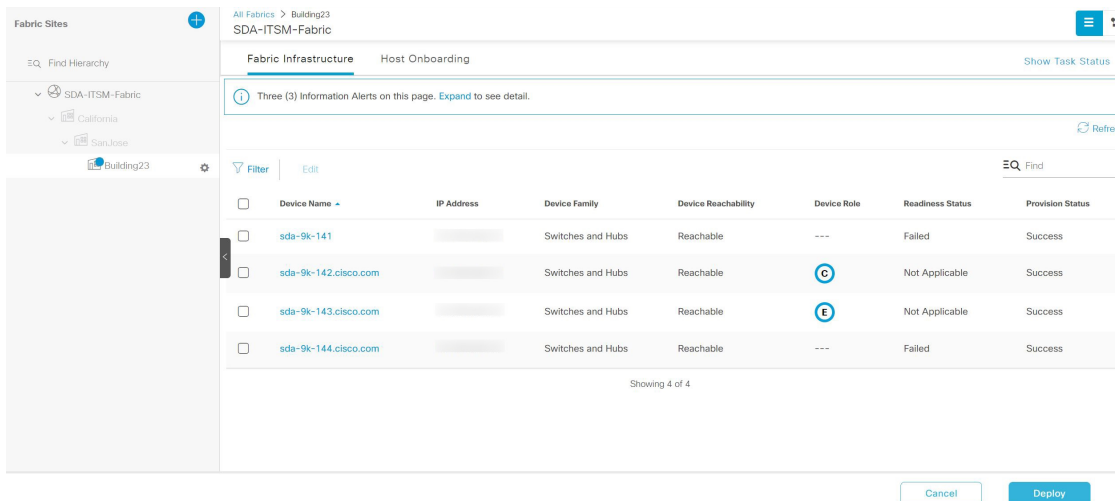 Fabric Sites
Find Hierarchy
SDA-ITSM-Fabric
California
SanJose
Building23
All Fabrics > Building23
SDA-ITSM-Fabric
Fabric Infrastructure Host Onboarding Show Task Status
Three (3) Information Alerts on this page. Expand to see detail.
Refre
Filter Edit Find
Device Name IP Address Device Family Device Reachability Device Role Readiness Status Provision Status
sda-9k-141 Switches and Hubs Reachable --- Failed Success
sda-9k-142.cisco.com Switches and Hubs Reachable C Not Applicable Success
sda-9k-143.cisco.com Switches and Hubs Reachable E Not Applicable Success
sda-9k-144.cisco.com Switches and Hubs Reachable --- Failed Success
Showing 4 of 4
Cancel Deploy